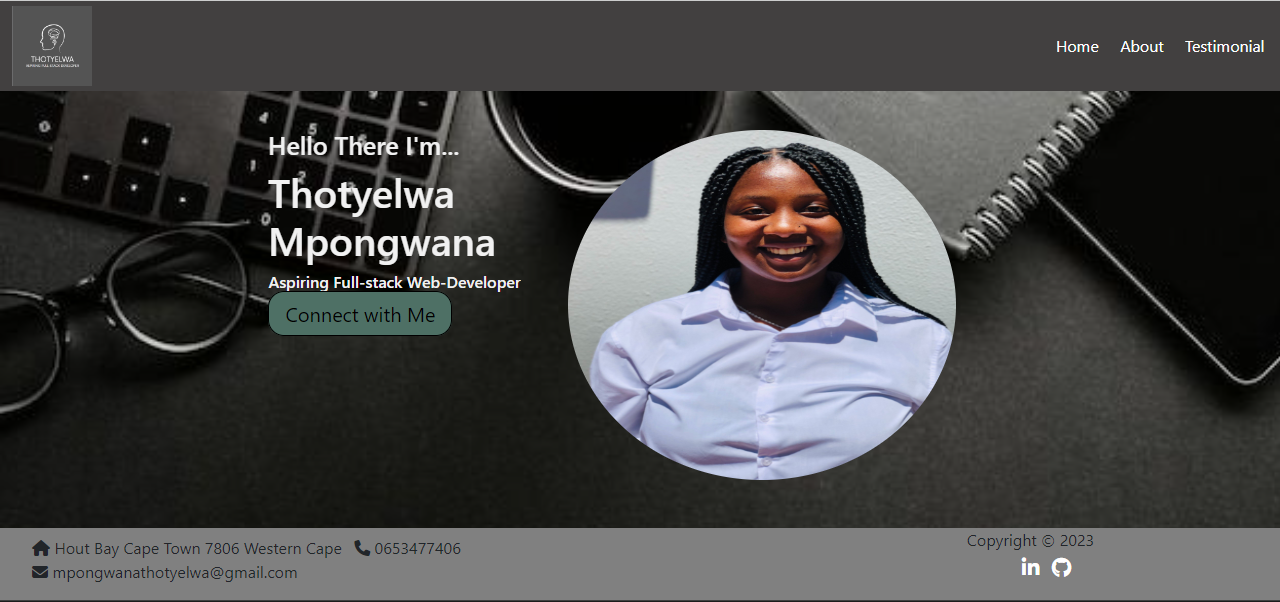 THOTYELWA
ASPIRING FULL STACK DEVELOPER
Home About Testimonial
Hello There I'm...
Thotyelwa
Mpongwana
Aspiring Full-stack Web-Developer
Connect with Me
Hout Bay Cape Town 7806 Western Cape 0653477406
mpongwanathotyelwa@gmail.com
Copyright © 2023
in